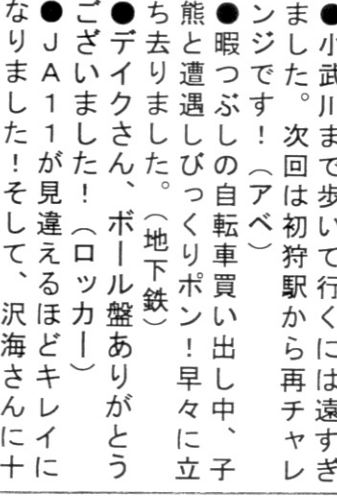 ●小武川まで歩いて行くには遠すぎ
ました。次回は初狩駅から再チャレ
ンジです！（アベ）
●暇つぶしの自転車買い出し中、子
熊と遭遇しびっくりポン！早々に立
ち去りました。（地下鉄）
●デイクさん、ボール盤ありがとう
ございました！（ロッカー）
●ＪＡ１１が見違えるほどキレイに
なりました！そして、沢海さんに十